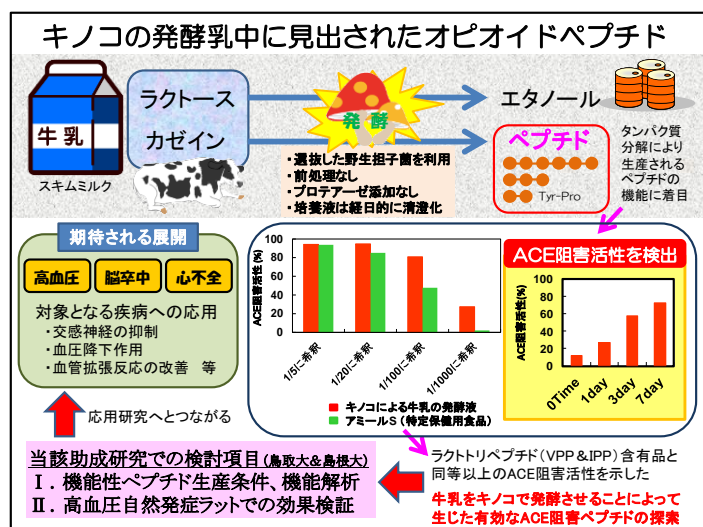 キノコの発酵乳中に見出されたオピオイドペプチド
牛乳
スキムミルク
ラクトース
カゼイン
発酵
・選抜した野生担子菌を利用
・前処理なし
・プロテアーゼ添加なし
・培養液は経日的に清澄化
エタノール
ペプチド
Tyr-Pro
タンパク質
分解により
生産される
ペプチドの
機能に着目
期待される展開
高血圧 脳卒中 心不全
対象となる疾病への応用
・交感神経の抑制
・血圧降下作用
・血管拡張反応の改善 等
ACE阻害活性(%)
100
80
60
40
20
0
1/5に希釈 1/20に希釈 1/100に希釈 1/1000に希釈
キノコによる牛乳の発酵液
アミールS（特定保健用食品）
ACE阻害活性を検出
ACE阻害活性(%)
100
80
60
40
20
0
0Time 1day 3day 7day
応用研究へとつながる
当該助成研究での検討項目(鳥取大＆島根大)
Ⅰ．機能性ペプチド生産条件、機能解析
Ⅱ．高血圧自然発症ラットでの効果検証
ラクトトリペプチド(VPP＆IPP)含有品と
同等以上のACE阻害活性を示した
牛乳をキノコで発酵させることによって
生じた有効なACE阻害ペプチドの探索